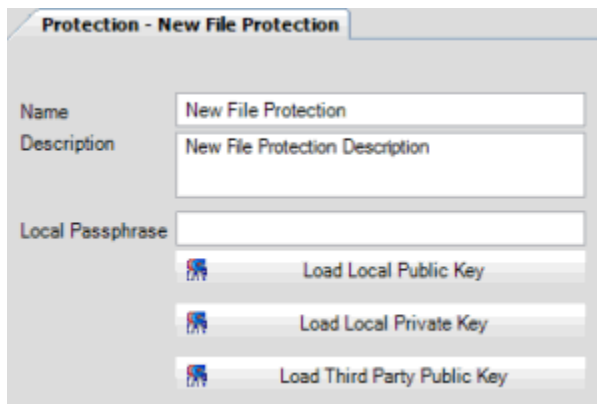 Protection - New File Protection
Name
New File Protection
Description
New File Protection Description
Local Passphrase
Load Local Public Key
Load Local Private Key
Load Third Party Public Key